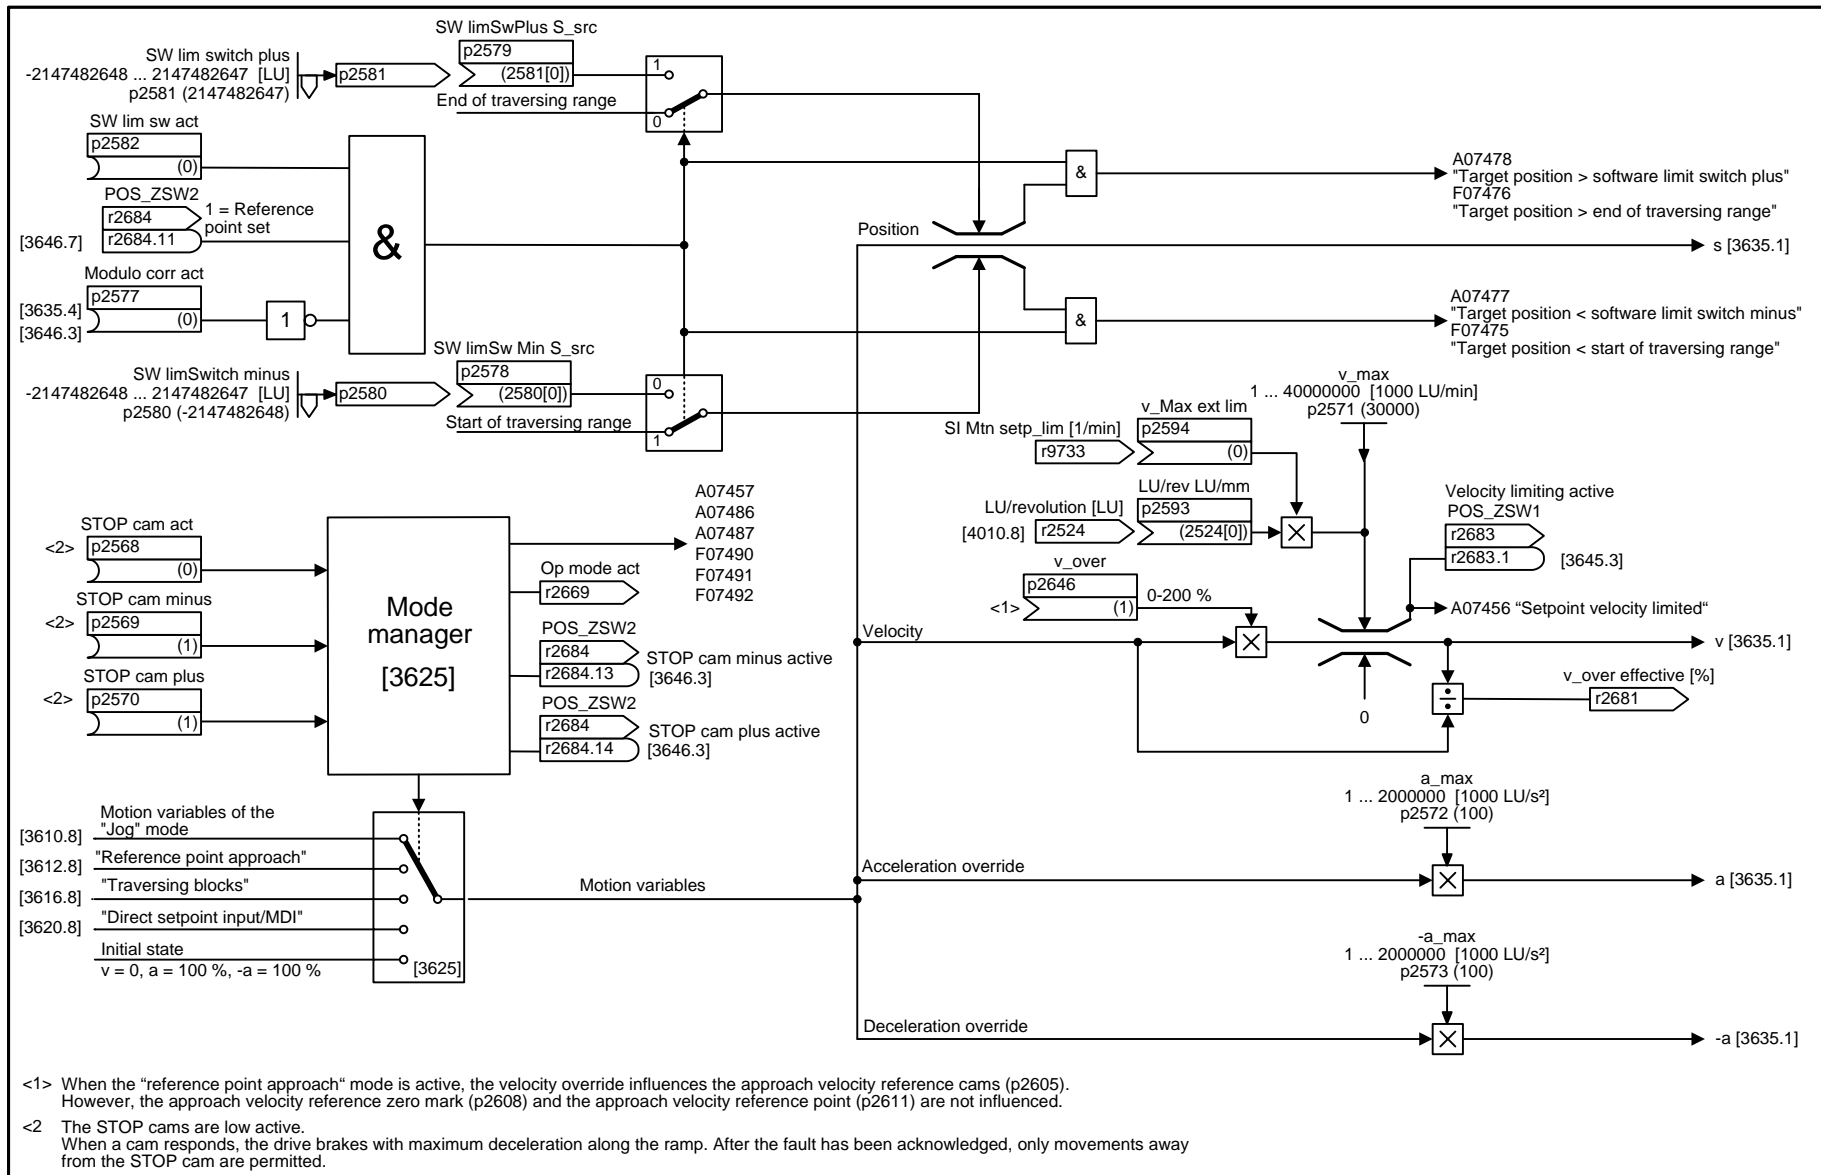 SW lim switch plus
-2147482648 ... 2147482647 [LU]
p2581 (2147482647)
p2581
SW limSwPlus S_src
p2579
(2581[0])
End of traversing range
1
0
SW lim sw act
p2582
(0)
POS_ZSW2
r2684
r2684.11
1 = Reference
point set
[3646.7]
Modulo corr act
p2577
(0)
[3635.4]
[3646.3]
1
&
SW limSwitch minus
-2147482648 ... 2147482647 [LU]
p2580 (-2147482648)
p2580
SW limSw Min S_src
p2578
(2580[0])
Start of traversing range
0
1
Position
&
A07478
"Target position > software limit switch plus"
F07476
"Target position > end of traversing range"
s [3635.1]
&
A07477
"Target position < software limit switch minus"
F07475
"Target position < start of traversing range"
v_max
1 ... 40000000 [1000 LU/min]
p2571 (30000)
v_Max ext lim
SI Mtn setp_lim [1/min]
r9733
p2594
(0)
LU/rev LU/mm
LU/revolution [LU]
[4010.8]
r2524
p2593
(2524[0])
v_over
p2646
<1>
(1)
0-200 %
Velocity limiting active
POS_ZSW1
r2683
r2683.1
[3645.3]
A07456 “Setpoint velocity limited“
Velocity
v [3635.1]
0
v_over effective [%]
r2681
STOP cam act
<2>
p2568
(0)
STOP cam minus
<2>
p2569
(1)
STOP cam plus
<2>
p2570
(1)
Mode
manager
[3625]
A07457
A07486
A07487
F07490
F07491
F07492
Op mode act
r2669
POS_ZSW2
r2684
r2684.13
STOP cam minus active
[3646.3]
POS_ZSW2
r2684
r2684.14
STOP cam plus active
[3646.3]
Motion variables of the
"Jog" mode
[3610.8]
"Reference point approach"
[3612.8]
"Traversing blocks"
[3616.8]
"Direct setpoint input/MDI"
[3620.8]
Initial state
v = 0, a = 100 %, -a = 100 %
[3625]
Motion variables
a_max
1 ... 2000000 [1000 LU/s²]
p2572 (100)
Acceleration override
a [3635.1]
-a_max
1 ... 2000000 [1000 LU/s²]
p2573 (100)
Deceleration override
-a [3635.1]
<1> When the “reference point approach“ mode is active, the velocity override influences the approach velocity reference cams (p2605).
However, the approach velocity reference zero mark (p2608) and the approach velocity reference point (p2611) are not influenced.
<2 The STOP cams are low active.
When a cam responds, the drive brakes with maximum deceleration along the ramp. After the fault has been acknowledged, only movements away
from the STOP cam are permitted.